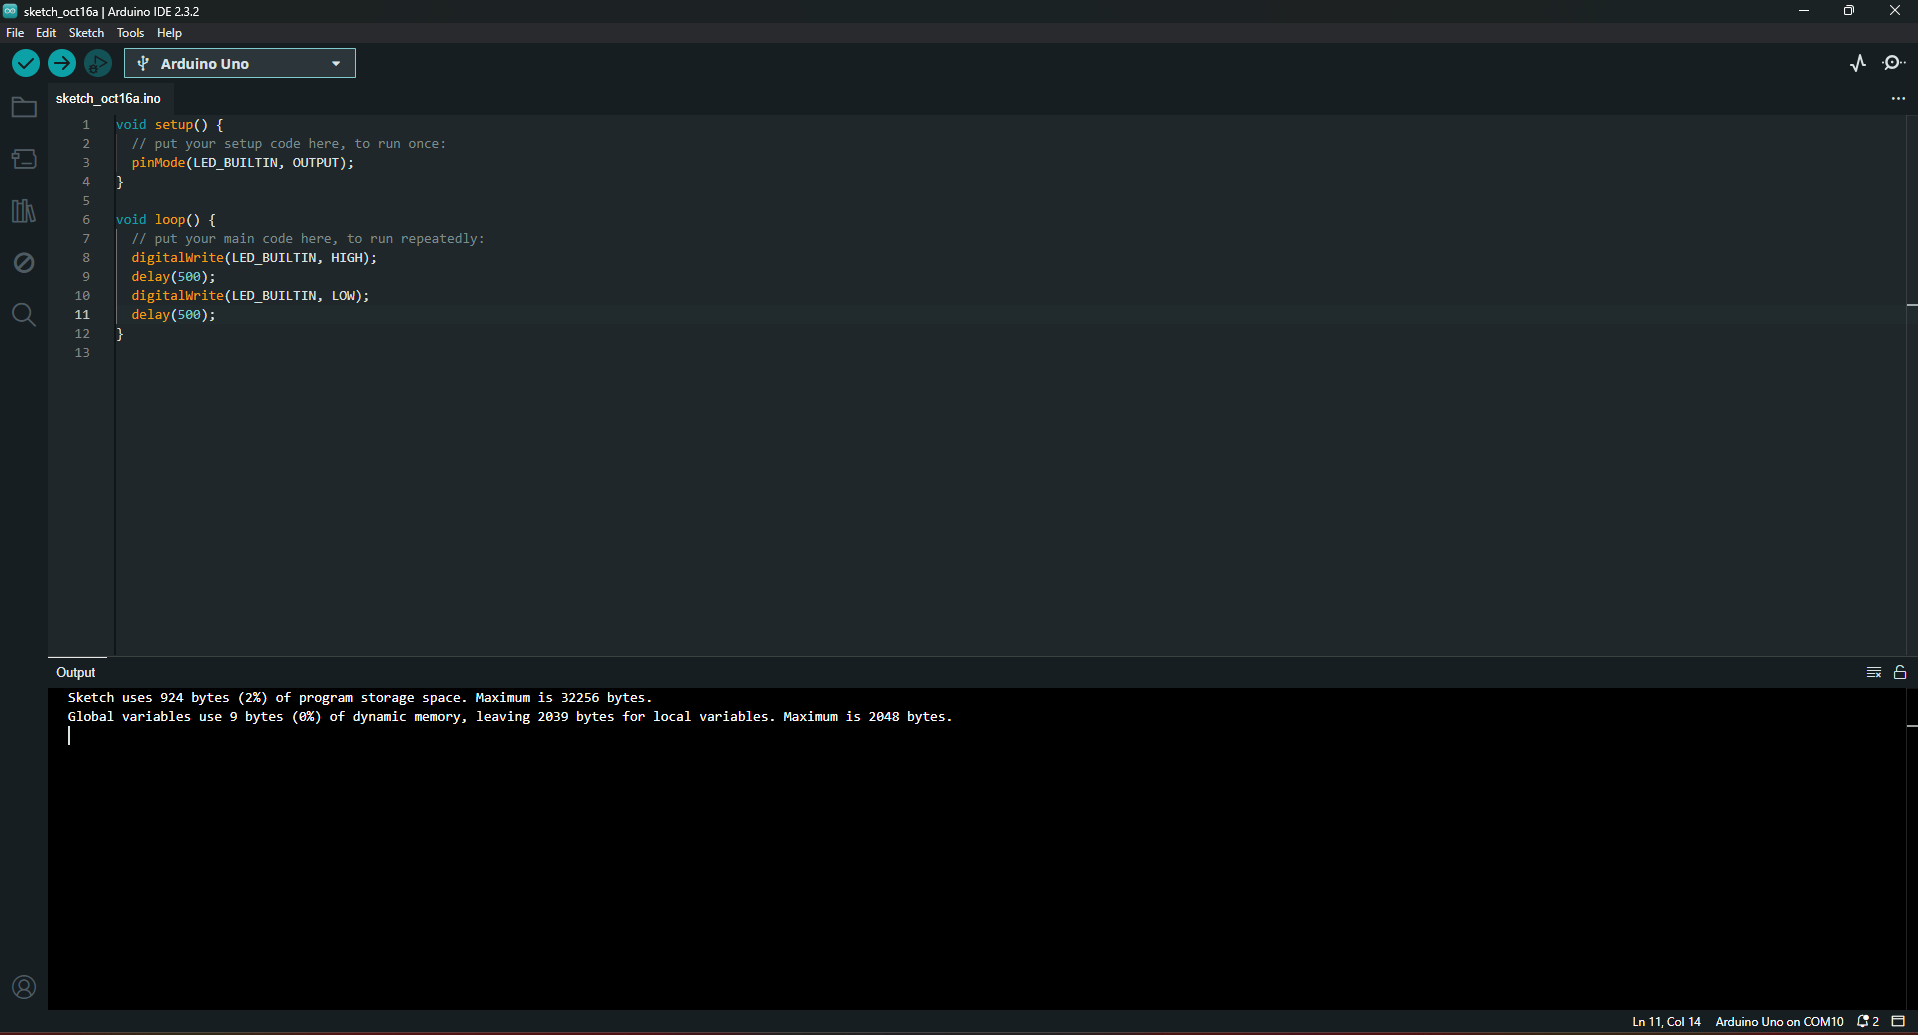 sketch_oct16a | Arduino IDE 2.3.2
File Edit Sketch Tools Help
Arduino Uno
sketch_oct16a.ino
1 void setup() {
2 // put your setup code here, to run once:
3 pinMode(LED_BUILTIN, OUTPUT);
4 }
5
6 void loop() {
7 // put your main code here, to run repeatedly:
8 digitalWrite(LED_BUILTIN, HIGH);
9 delay(500);
10 digitalWrite(LED_BUILTIN, LOW);
11 delay(500);
12 }
13
Output
Sketch uses 924 bytes (2%) of program storage space. Maximum is 32256 bytes.
Global variables use 9 bytes (0%) of dynamic memory, leaving 2039 bytes for local variables. Maximum is 2048 bytes.
Ln 11, Col 14 Arduino Uno on COM10 2